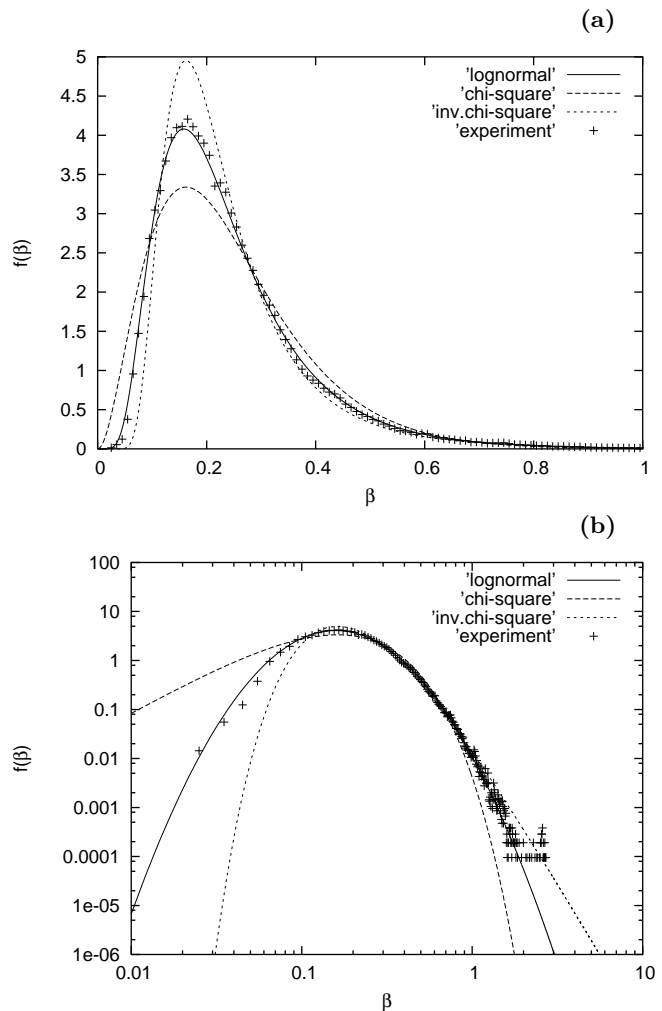 (a)
5
4.5
4
3.5
3
2.5
2
1.5
1
0.5
0
0
0.2
0.4
0.6
0.8
1
f(β)
β
'lognormal'
'chi-square'
'inv.chi-square'
'experiment'
(b)
100
10
1
0.1
0.01
0.001
0.0001
1e-05
1e-06
0.01
0.1
1
10
f(β)
β
'lognormal'
'chi-square'
'inv.chi-square'
'experiment'